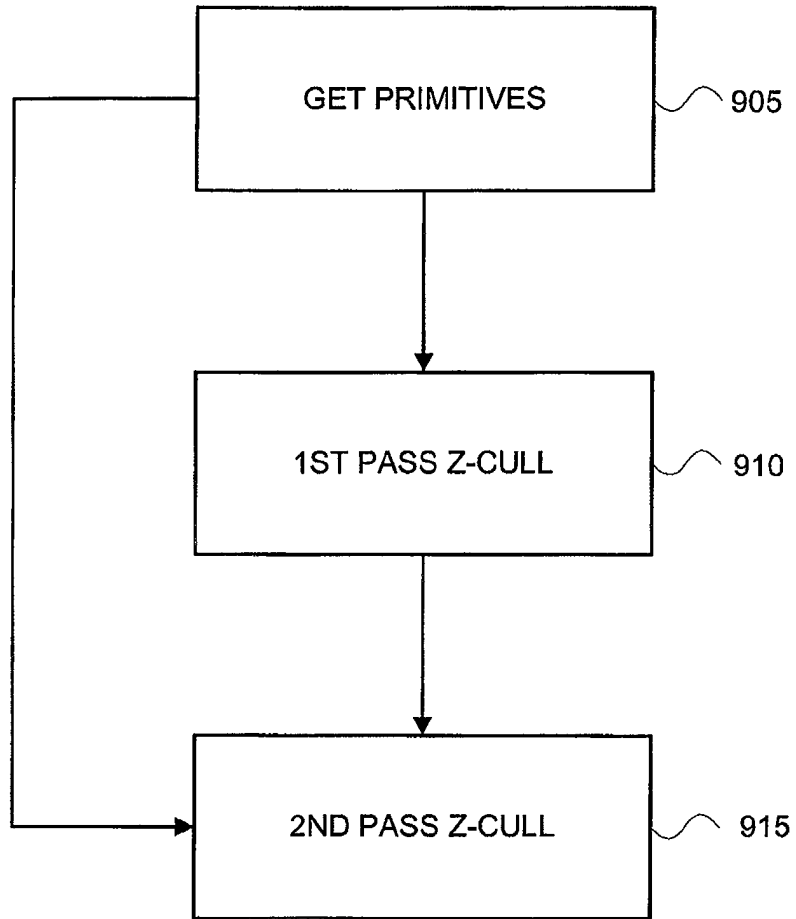 GET PRIMITIVES
905
1ST PASS Z-CULL
910
2ND PASS Z-CULL
915